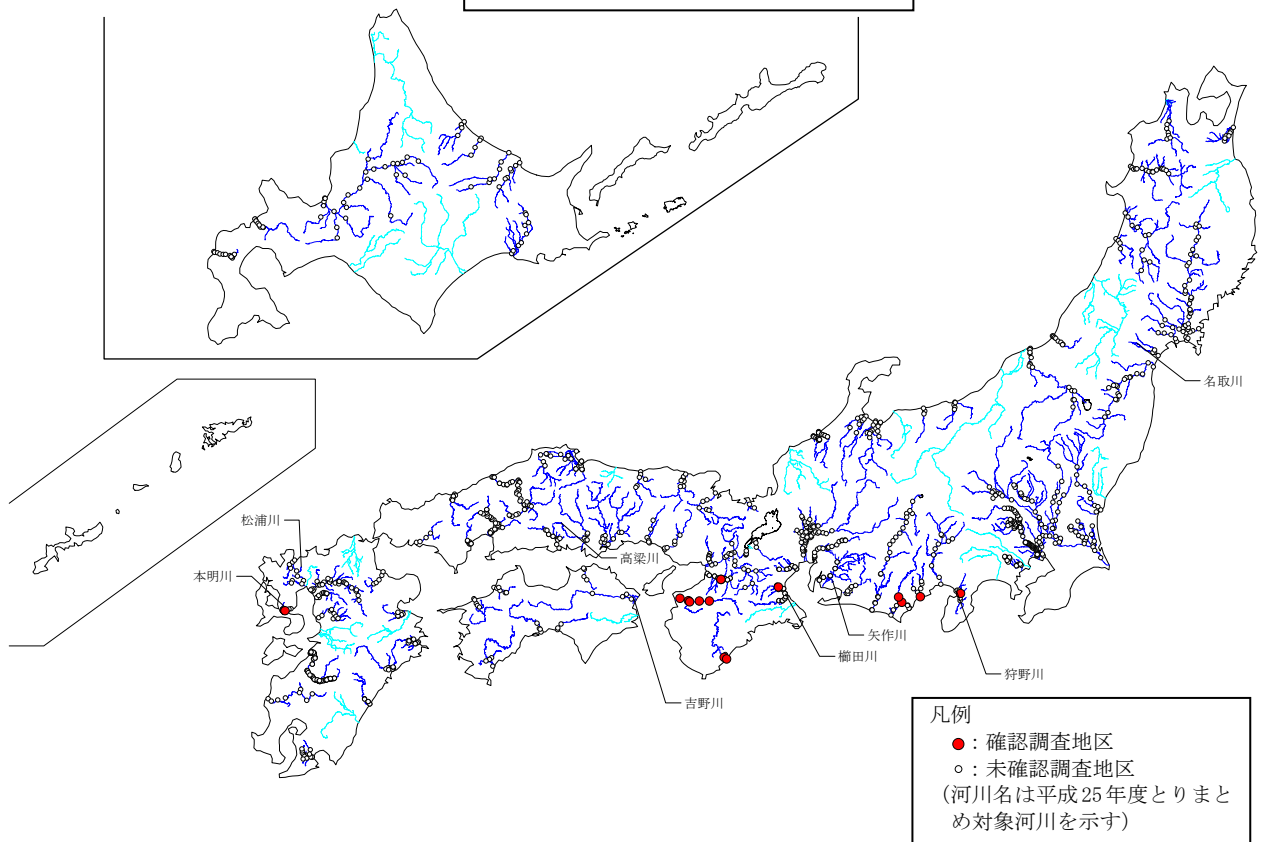 名取川
松浦川
高梁川
本明川
矢作川
櫛田川
狩野川
吉野川
凡例
●：確認調査地区
○：未確認調査地区
(河川名は平成25年度とりまと
め対象河川を示す)